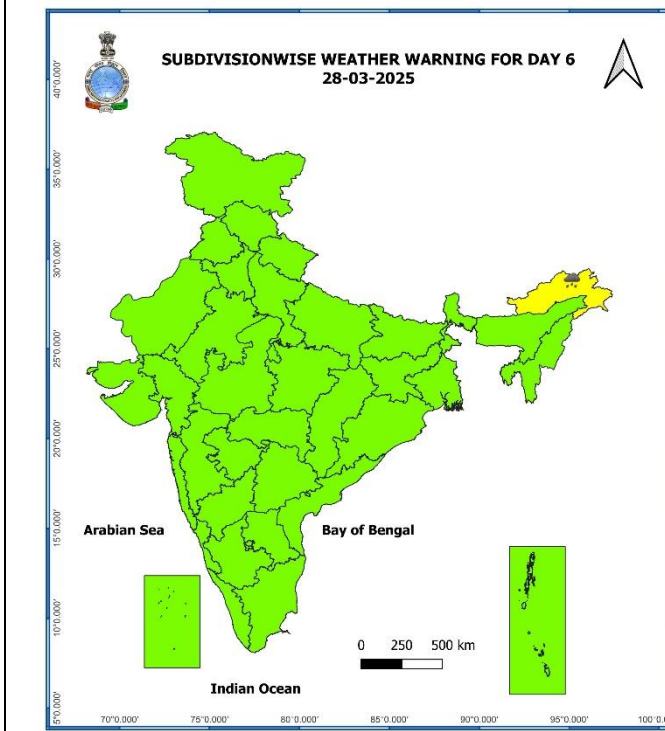 SUBDIVISIONWISE WEATHER WARNING FOR DAY 6
28-03-2025
40°0.000'
35°0.000'
30°0.000'
25°0.000'
20°0.000'
15°0.000'
10°0.000'
5°0.000'
Arabian Sea
Bay of Bengal
0 250 500 km
Indian Ocean
70°0.000' 75°0.000' 80°0.000' 85°0.000' 90°0.000' 95°0.000' 100°0.0